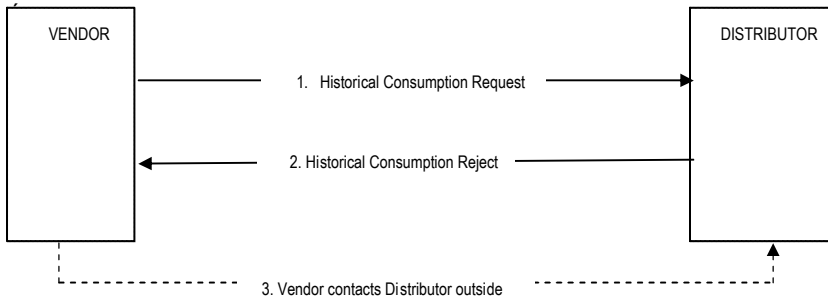 VENDOR
DISTRIBUTOR
1. Historical Consumption Request
2. Historical Consumption Reject
3. Vendor contacts Distributor outside